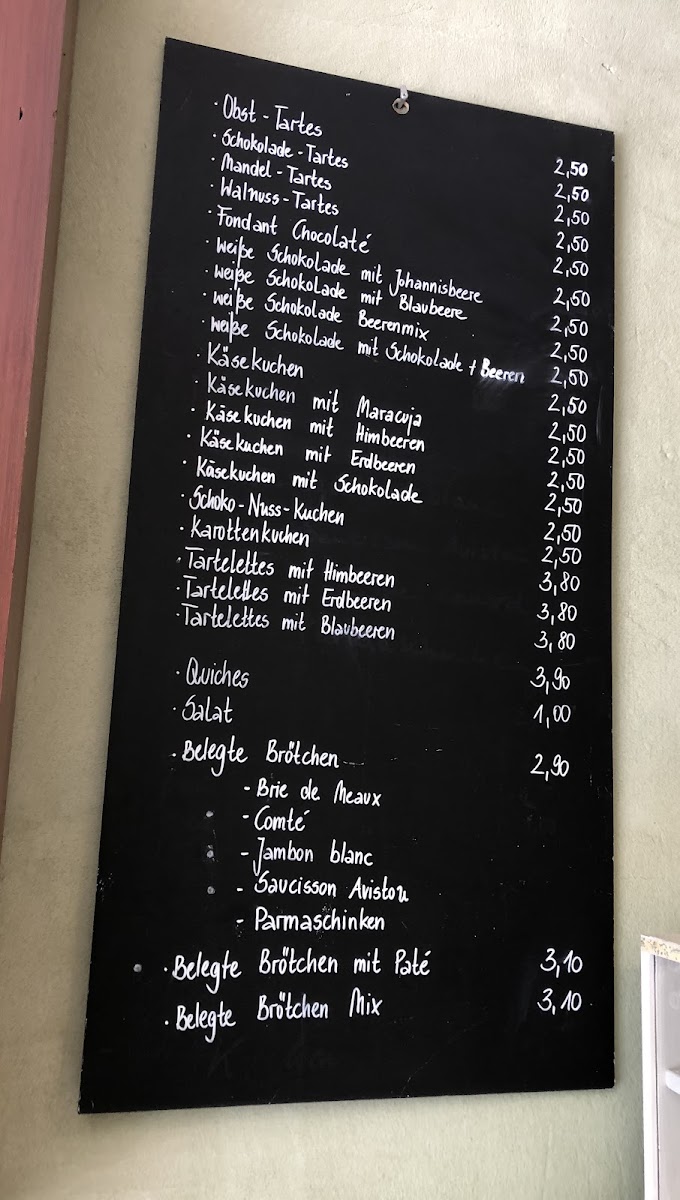 · Obst-Tartes 2,50
· Schokolade-Tartes 2,50
· Mandel-Tartes 2,50
· Walnuss-Tartes 2,50
· Fondant Chocolaté 2,50
· weiße Schokolade mit Johannisbeere 2,50
· weiße Schokolade mit Blaubeere 2,50
· weiße Schokolade Beerenmix 2,50
· weiße Schokolade mit Schokolade + Beeren 2,50
· Käsekuchen 2,50
· Käsekuchen mit Maracuja 2,50
· Käsekuchen mit Himbeeren 2,50
· Käsekuchen mit Erdbeeren 2,50
· Käsekuchen mit Schokolade 2,50
· Schoko-Nuss-Kuchen 2,50
· Karottenkuchen 2,50
· Tartelettes mit Himbeeren 3,80
· Tartelettes mit Erdbeeren 3,80
· Tartelettes mit Blaubeeren 3,80
· Quiches 3,90
· Salat 1,00
· Belegte Brötchen 2,90
- Brie de Meaux
- Comté
- Jambon blanc
- Saucisson Avistou
- Parmaschinken
· Belegte Brötchen mit Paté 3,10
· Belegte Brötchen Mix 3,10